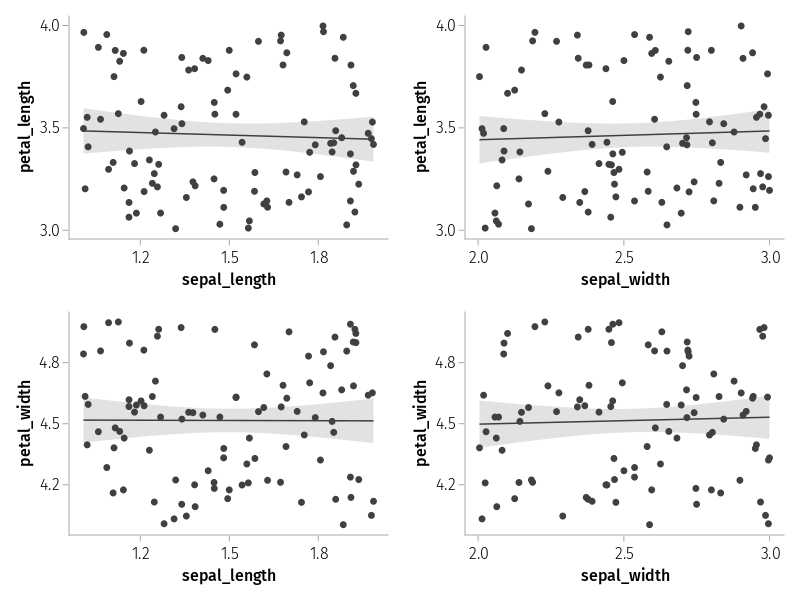 4.0
3.5
3.0
petal_length
1.2 1.5 1.8
sepal_length
4.0
3.5
3.0
petal_length
2.0 2.5 3.0
sepal_width
4.8
4.5
4.2
petal_width
1.2 1.5 1.8
sepal_length
4.8
4.5
4.2
petal_width
2.0 2.5 3.0
sepal_width